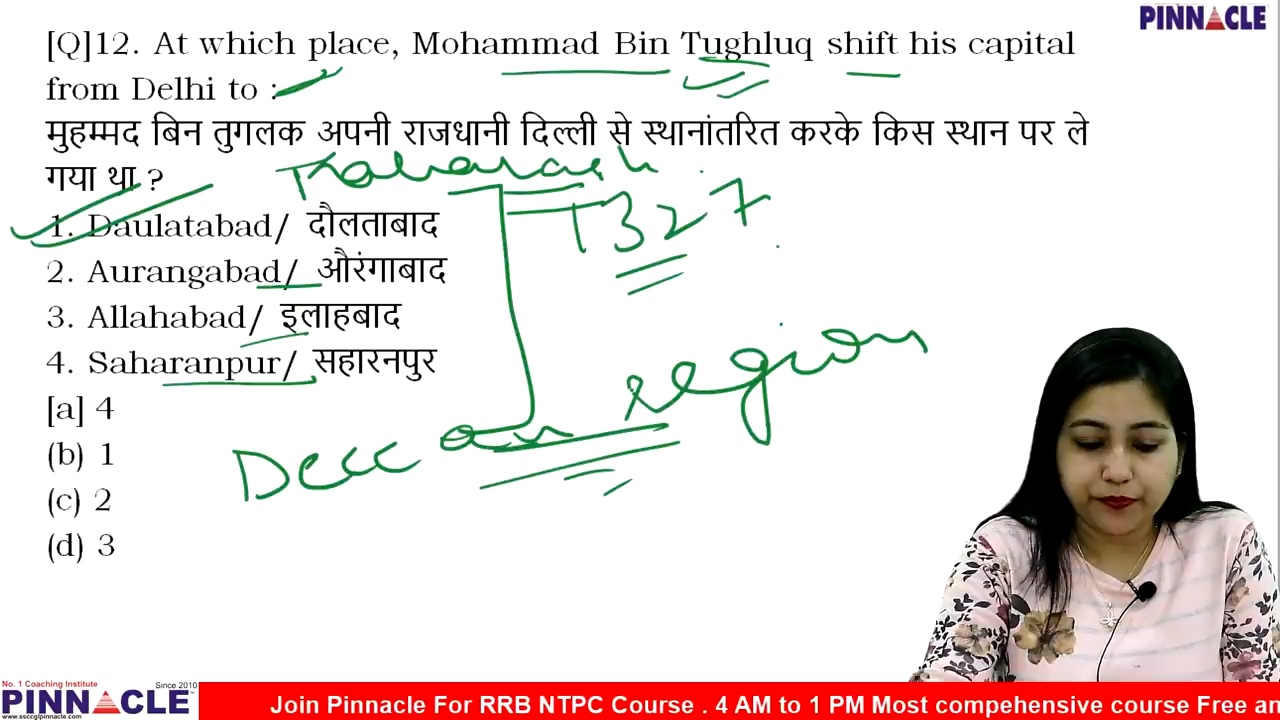 PINNACLE
[Q]12. At which place, Mohammad Bin Tughluq shift his capital
from Delhi to :
मुहम्मद बिन तुगलक अपनी राजधानी दिल्ली से स्थानांतरित करके किस स्थान पर ले
गया था ?
1. Daulatabad/ दौलताबाद
1327
2. Aurangabad/ औरंगाबाद
3. Allahabad/ इलाहबाद
4. Saharanpur/ सहारनपुर
Deccan region
[a] 4
(b) 1
(c) 2
(d) 3
No. 1 Coaching Institute
Since 2010
PINNACLE
www.ssccglpinnacle.com
Join Pinnacle For RRB NTPC Course . 4 AM to 1 PM Most compehensive course Free an